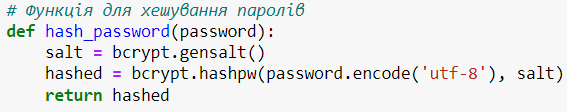 # Функція для хешування паролів
def hash_password(password):
    salt = bcrypt.gensalt()
    hashed = bcrypt.hashpw(password.encode('utf-8'), salt)
    return hashed